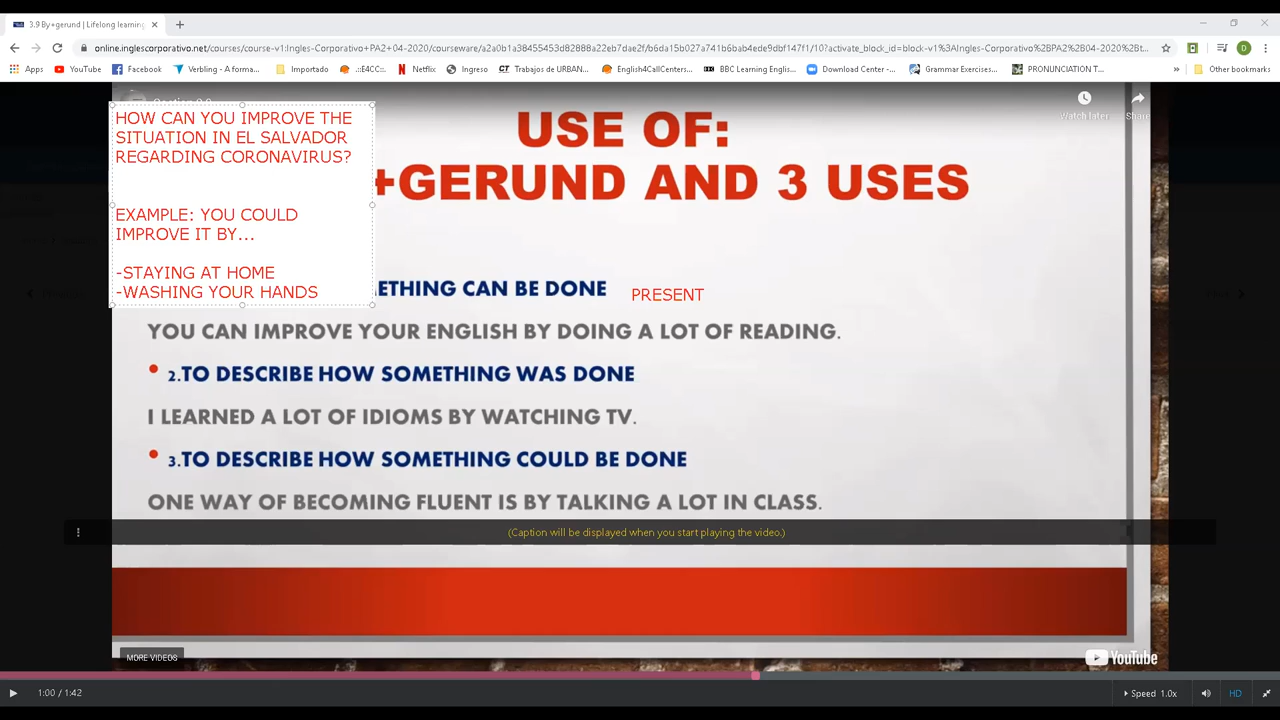 3.9 By+gerund | Lifelong learning
online.inglescorporativo.net/courses/course-v1:Ingles-Corporativo+PA2+04-2020/courseware/a2a0b1a38455453d82888a22eb7dae2f/b6da15b027a741b6bab4ede9dbf147f1/10?activate_block_id=block-v1%3AIngles-Corporativo%2BPA2%2B04-2020%2Bt...
D
Apps YouTube Facebook Verbling - A forma... Importado .::E4CC::. Netflix Ingreso Trabajos de URBAN... English4CallCenters... BBC Learning Englis... Download Center -... Grammar Exercises... PRONUNCIATION T... » Other bookmarks
Watch later Share
HOW CAN YOU IMPROVE THE
SITUATION IN EL SALVADOR
REGARDING CORONAVIRUS?
EXAMPLE: YOU COULD
IMPROVE IT BY...
-STAYING AT HOME
-WASHING YOUR HANDS
USE OF:
+GERUND AND 3 USES
ETHING CAN BE DONE PRESENT
YOU CAN IMPROVE YOUR ENGLISH BY DOING A LOT OF READING.
2.TO DESCRIBE HOW SOMETHING WAS DONE
I LEARNED A LOT OF IDIOMS BY WATCHING TV.
3.TO DESCRIBE HOW SOMETHING COULD BE DONE
ONE WAY OF BECOMING FLUENT IS BY TALKING A LOT IN CLASS.
(Caption will be displayed when you start playing the video.)
MORE VIDEOS
YouTube
1:00 / 1:42
Speed 1.0x HD